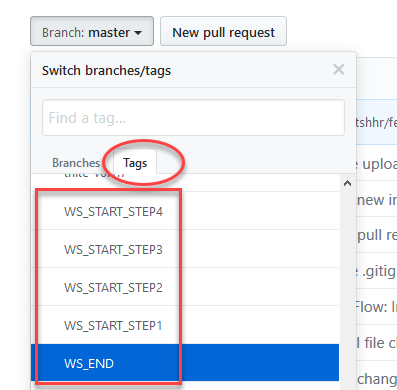 Branch: master
New pull request
Switch branches/tags
Find a tag...
Branches
Tags
WS_START_STEP4
WS_START_STEP3
WS_START_STEP2
WS_START_STEP1
WS_END
tshhr/fe
uploa
new in
pull re
.gitig
Flow: I
l file c
chang